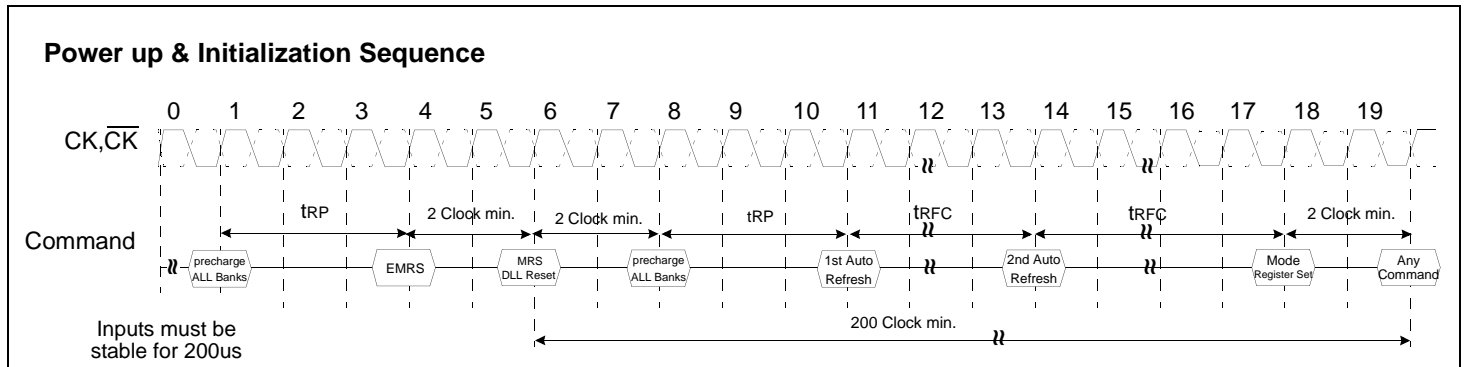 Power up & Initialization Sequence
0 1 2 3 4 5 6 7 8 9 10 11 12 13 14 15 16 17 18 19
CK,CK
tRP 2 Clock min. 2 Clock min. tRP tRFC tRFC 2 Clock min.
Command
precharge
ALL Banks
EMRS
MRS
DLL Reset
precharge
ALL Banks
1st Auto
Refresh
2nd Auto
Refresh
Mode
Register Set
Any
Command
200 Clock min.
Inputs must be
stable for 200us